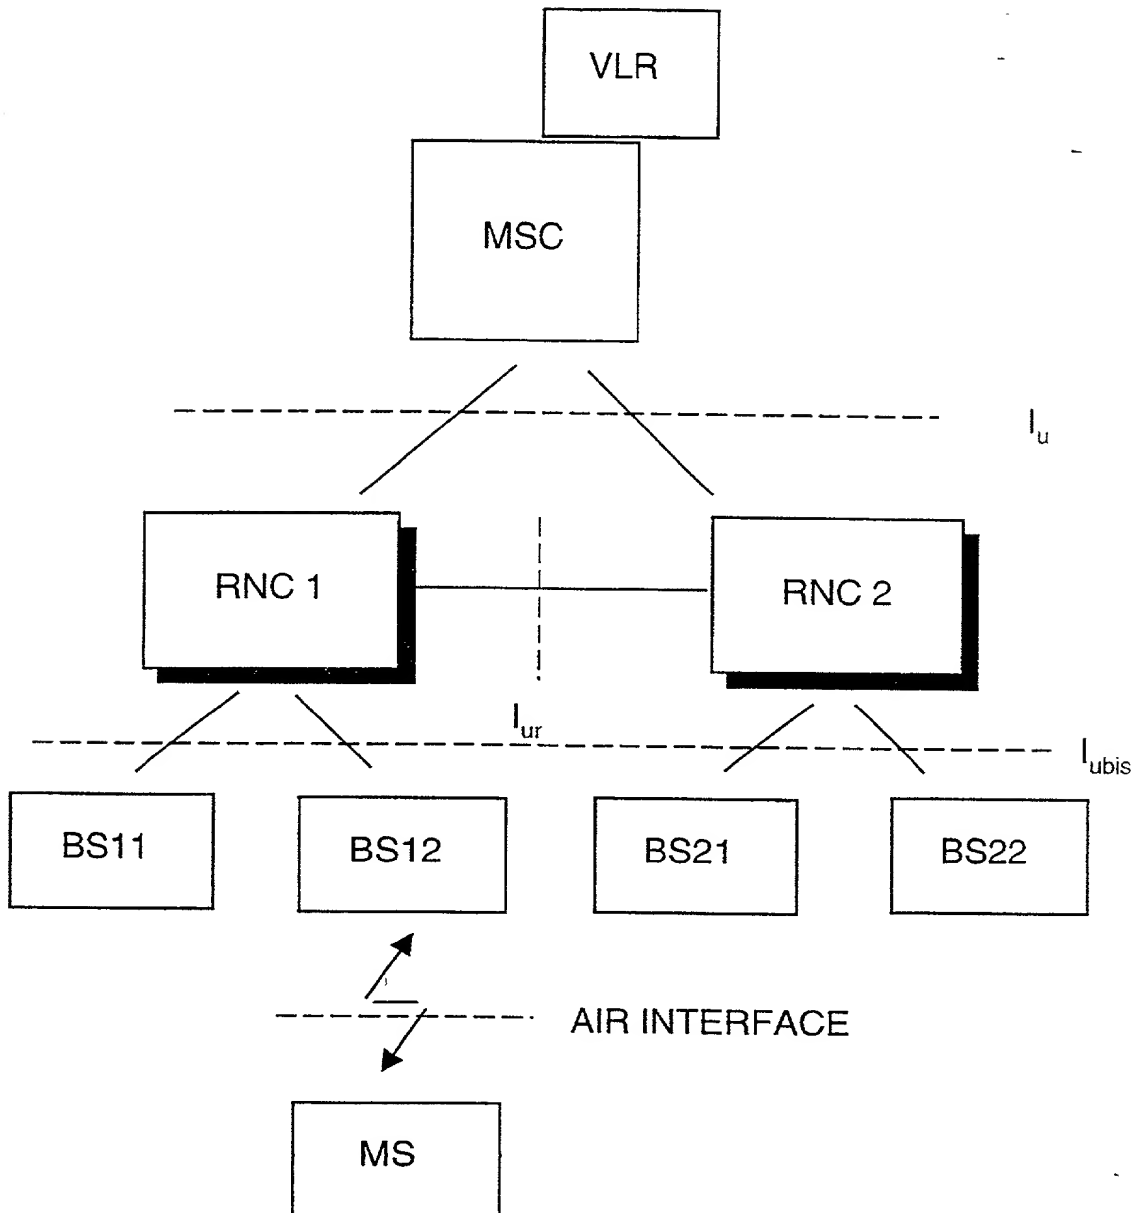 VLR
MSC
Iu
RNC 1
RNC 2
Iur
Iubis
BS11
BS12
BS21
BS22
AIR INTERFACE
MS